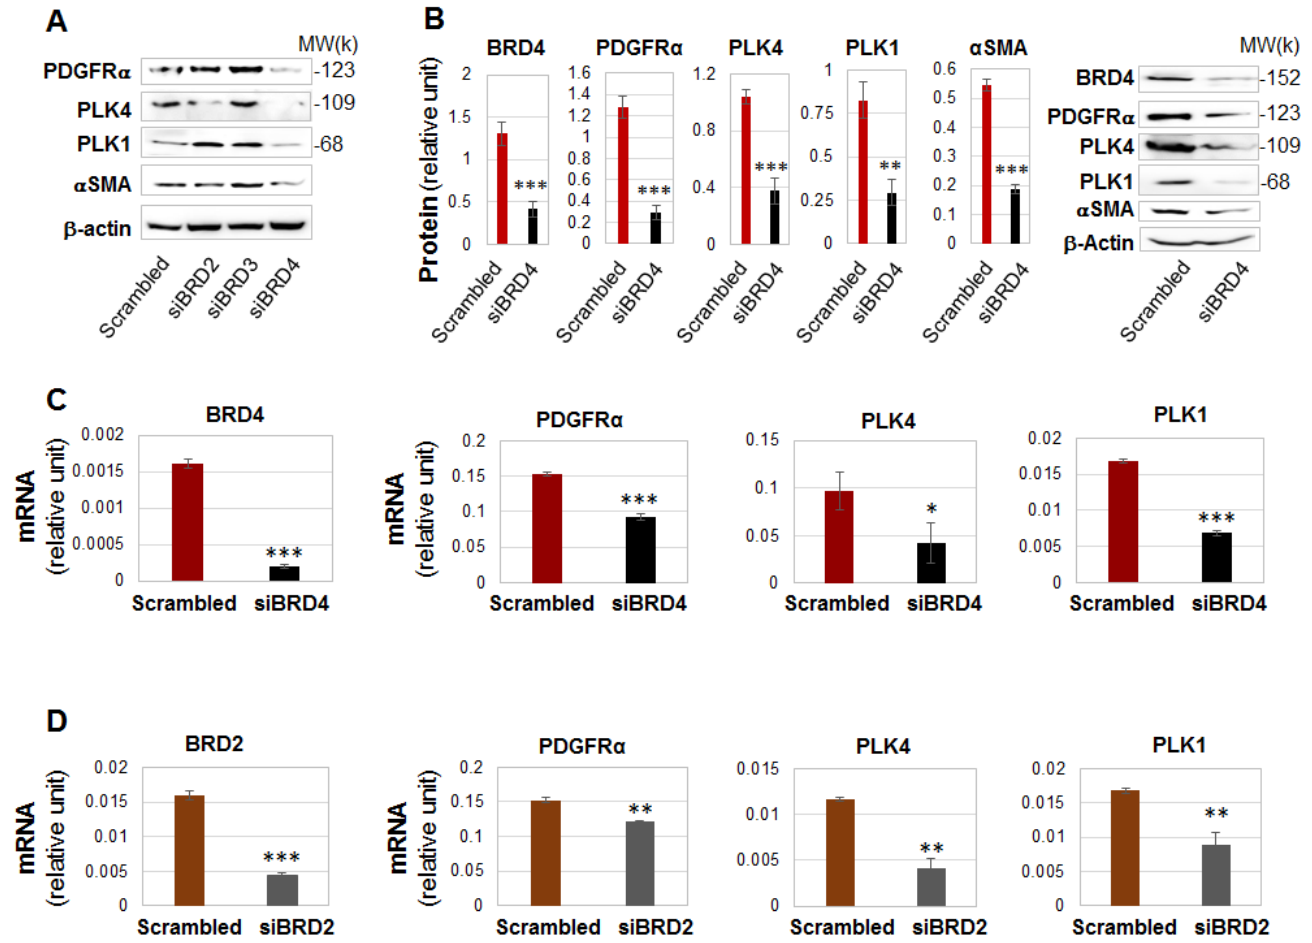 A
MW(k)
PDGFRα
-123
PLK4
-109
PLK1
-68
αSMA
β-actin
Scrambled
siBRD2
siBRD3
siBRD4
B
Protein (relative unit)
BRD4
2
1.5
1
0.5
0
***
Scrambled
siBRD4
PDGFRα
1.6
1.4
1.2
1
0.8
0.6
0.4
0.2
0
***
Scrambled
siBRD4
PLK4
1.2
0.8
0.4
0
***
Scrambled
siBRD4
PLK1
1
0.75
0.5
0.25
0
**
Scrambled
siBRD4
αSMA
0.6
0.5
0.4
0.3
0.2
0.1
0
***
Scrambled
siBRD4
MW(k)
BRD4
-152
PDGFRα
-123
PLK4
-109
PLK1
-68
αSMA
β-Actin
Scrambled
siBRD4
C
mRNA
(relative unit)
BRD4
0.002
0.0015
0.001
0.0005
0
***
Scrambled siBRD4
mRNA
(relative unit)
PDGFRα
0.2
0.15
0.1
0.05
0
***
Scrambled siBRD4
PLK4
0.15
0.1
0.05
0
*
Scrambled siBRD4
PLK1
0.02
0.015
0.01
0.005
0
***
Scrambled siBRD4
D
mRNA
(relative unit)
BRD2
0.02
0.015
0.01
0.005
0
***
Scrambled siBRD2
mRNA
(relative unit)
PDGFRα
0.2
0.15
0.1
0.05
0
**
Scrambled siBRD2
PLK4
0.015
0.01
0.005
0
**
Scrambled siBRD2
PLK1
0.02
0.015
0.01
0.005
0
**
Scrambled siBRD2